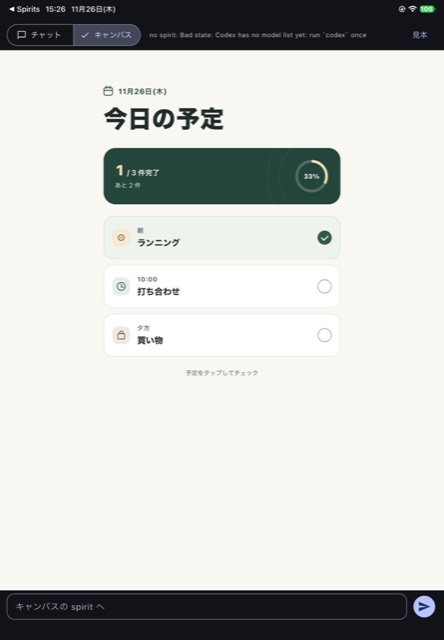 ◀ Spirits 15:26 11月26日(木) 100
チャット キャンバス no spirit: Bad state: Codex has no model list yet: run `codex` once 見本
11月26日(木)
今日の予定
1 / 3 件完了
あと 2 件
33%
朝
ランニング
10:00
打ち合わせ
夕方
買い物
予定をタップしてチェック
キャンバスの spirit へ